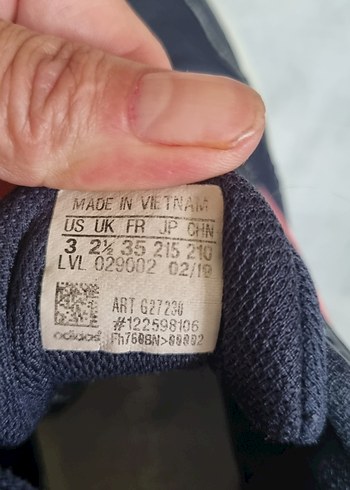 MADE IN VIETNAM
US UK FR JP CHN
3 2½ 35 215 210
LVL 029002 02/19
ART G27230
#122598106
adidas